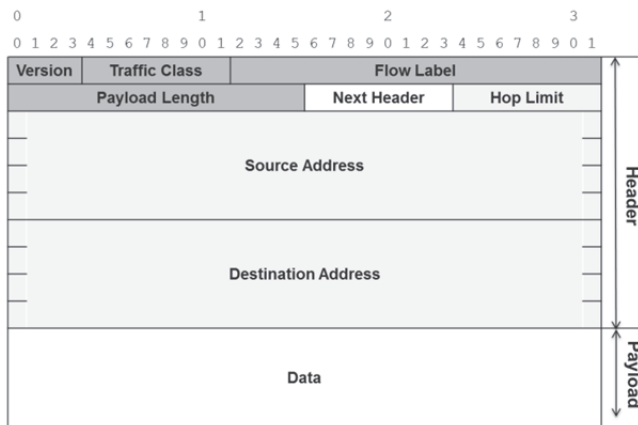 0 1 2 3
0 1 2 3 4 5 6 7 8 9 0 1 2 3 4 5 6 7 8 9 0 1 2 3 4 5 6 7 8 9 0 1
Version Traffic Class Flow Label
Payload Length Next Header Hop Limit
Source Address
Header
Destination Address
Data
Payload